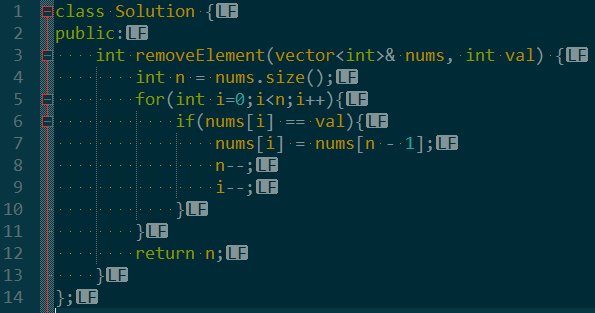 1 class Solution {LF
2 public:LF
3 int removeElement(vector<int>& nums, int val) {LF
4 int n = nums.size();LF
5 for(int i=0;i<n;i++){LF
6 if(nums[i] == val){LF
7 nums[i] = nums[n - 1];LF
8 n--;LF
9 i--;LF
10 }LF
11 }LF
12 return n;LF
13 }LF
14 };LF